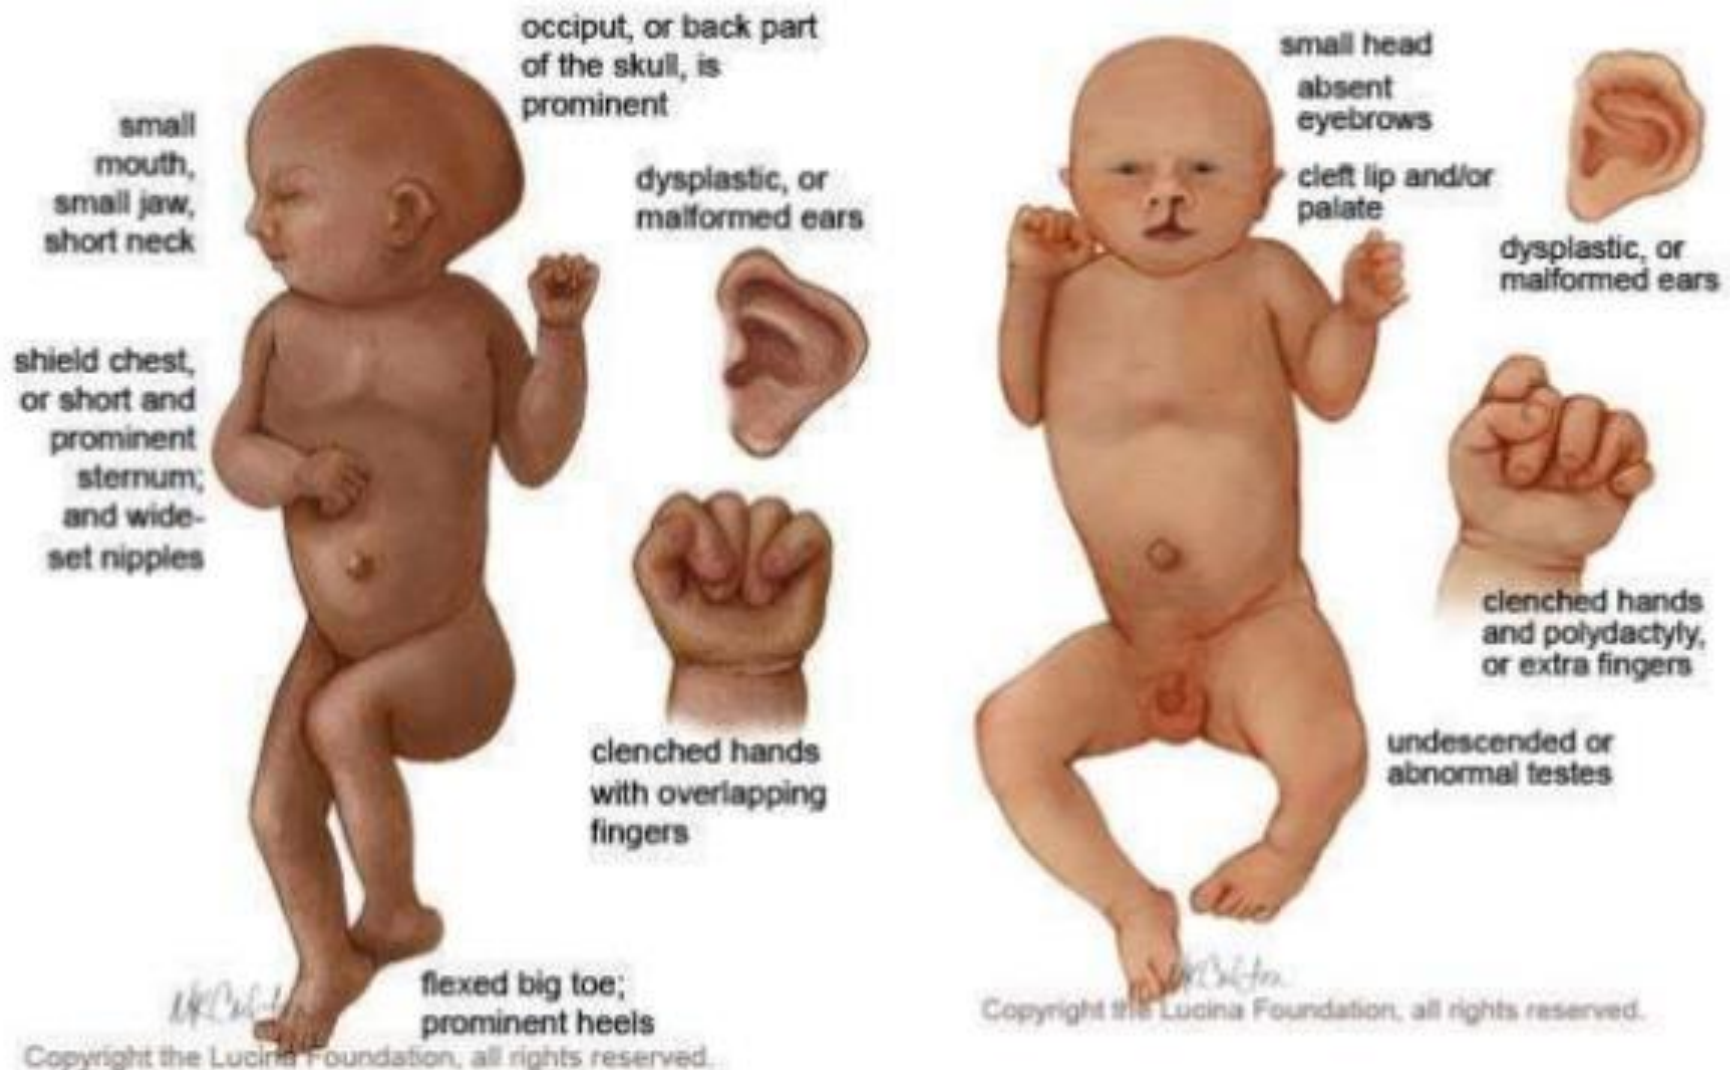 occiput, or back part
of the skull, is
prominent
small
mouth,
small jaw,
short neck
dysplastic, or
malformed ears
shield chest,
or short and
prominent
sternum;
and wide-
set nipples
clenched hands
with overlapping
fingers
flexed big toe;
prominent heels
Copyright the Lucina Foundation, all rights reserved.
small head
absent
eyebrows
cleft lip and/or
palate
dysplastic, or
malformed ears
clenched hands
and polydactyly,
or extra fingers
undescended or
abnormal testes
Copyright the Lucina Foundation, all rights reserved.